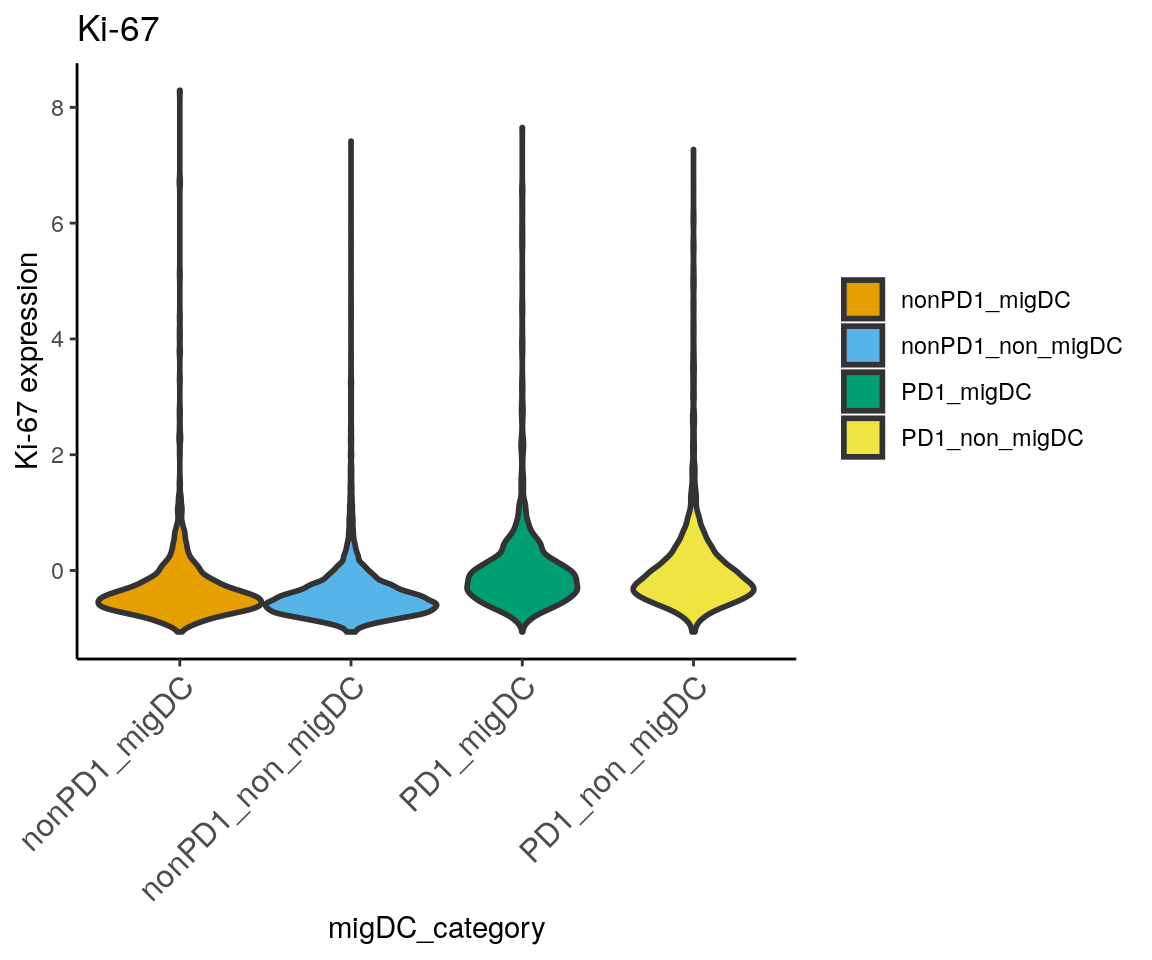 Ki-67
Ki-67 expression
8
6
4
2
0
nonPD1_migDC
nonPD1_non_migDC
PD1_migDC
PD1_non_migDC
migDC_category
nonPD1_migDC
nonPD1_non_migDC
PD1_migDC
PD1_non_migDC